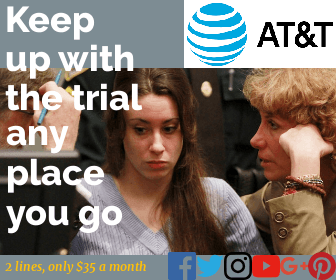 Keep
up with
the trial
any
place
you go
AT&T
2 lines, only $35 a month